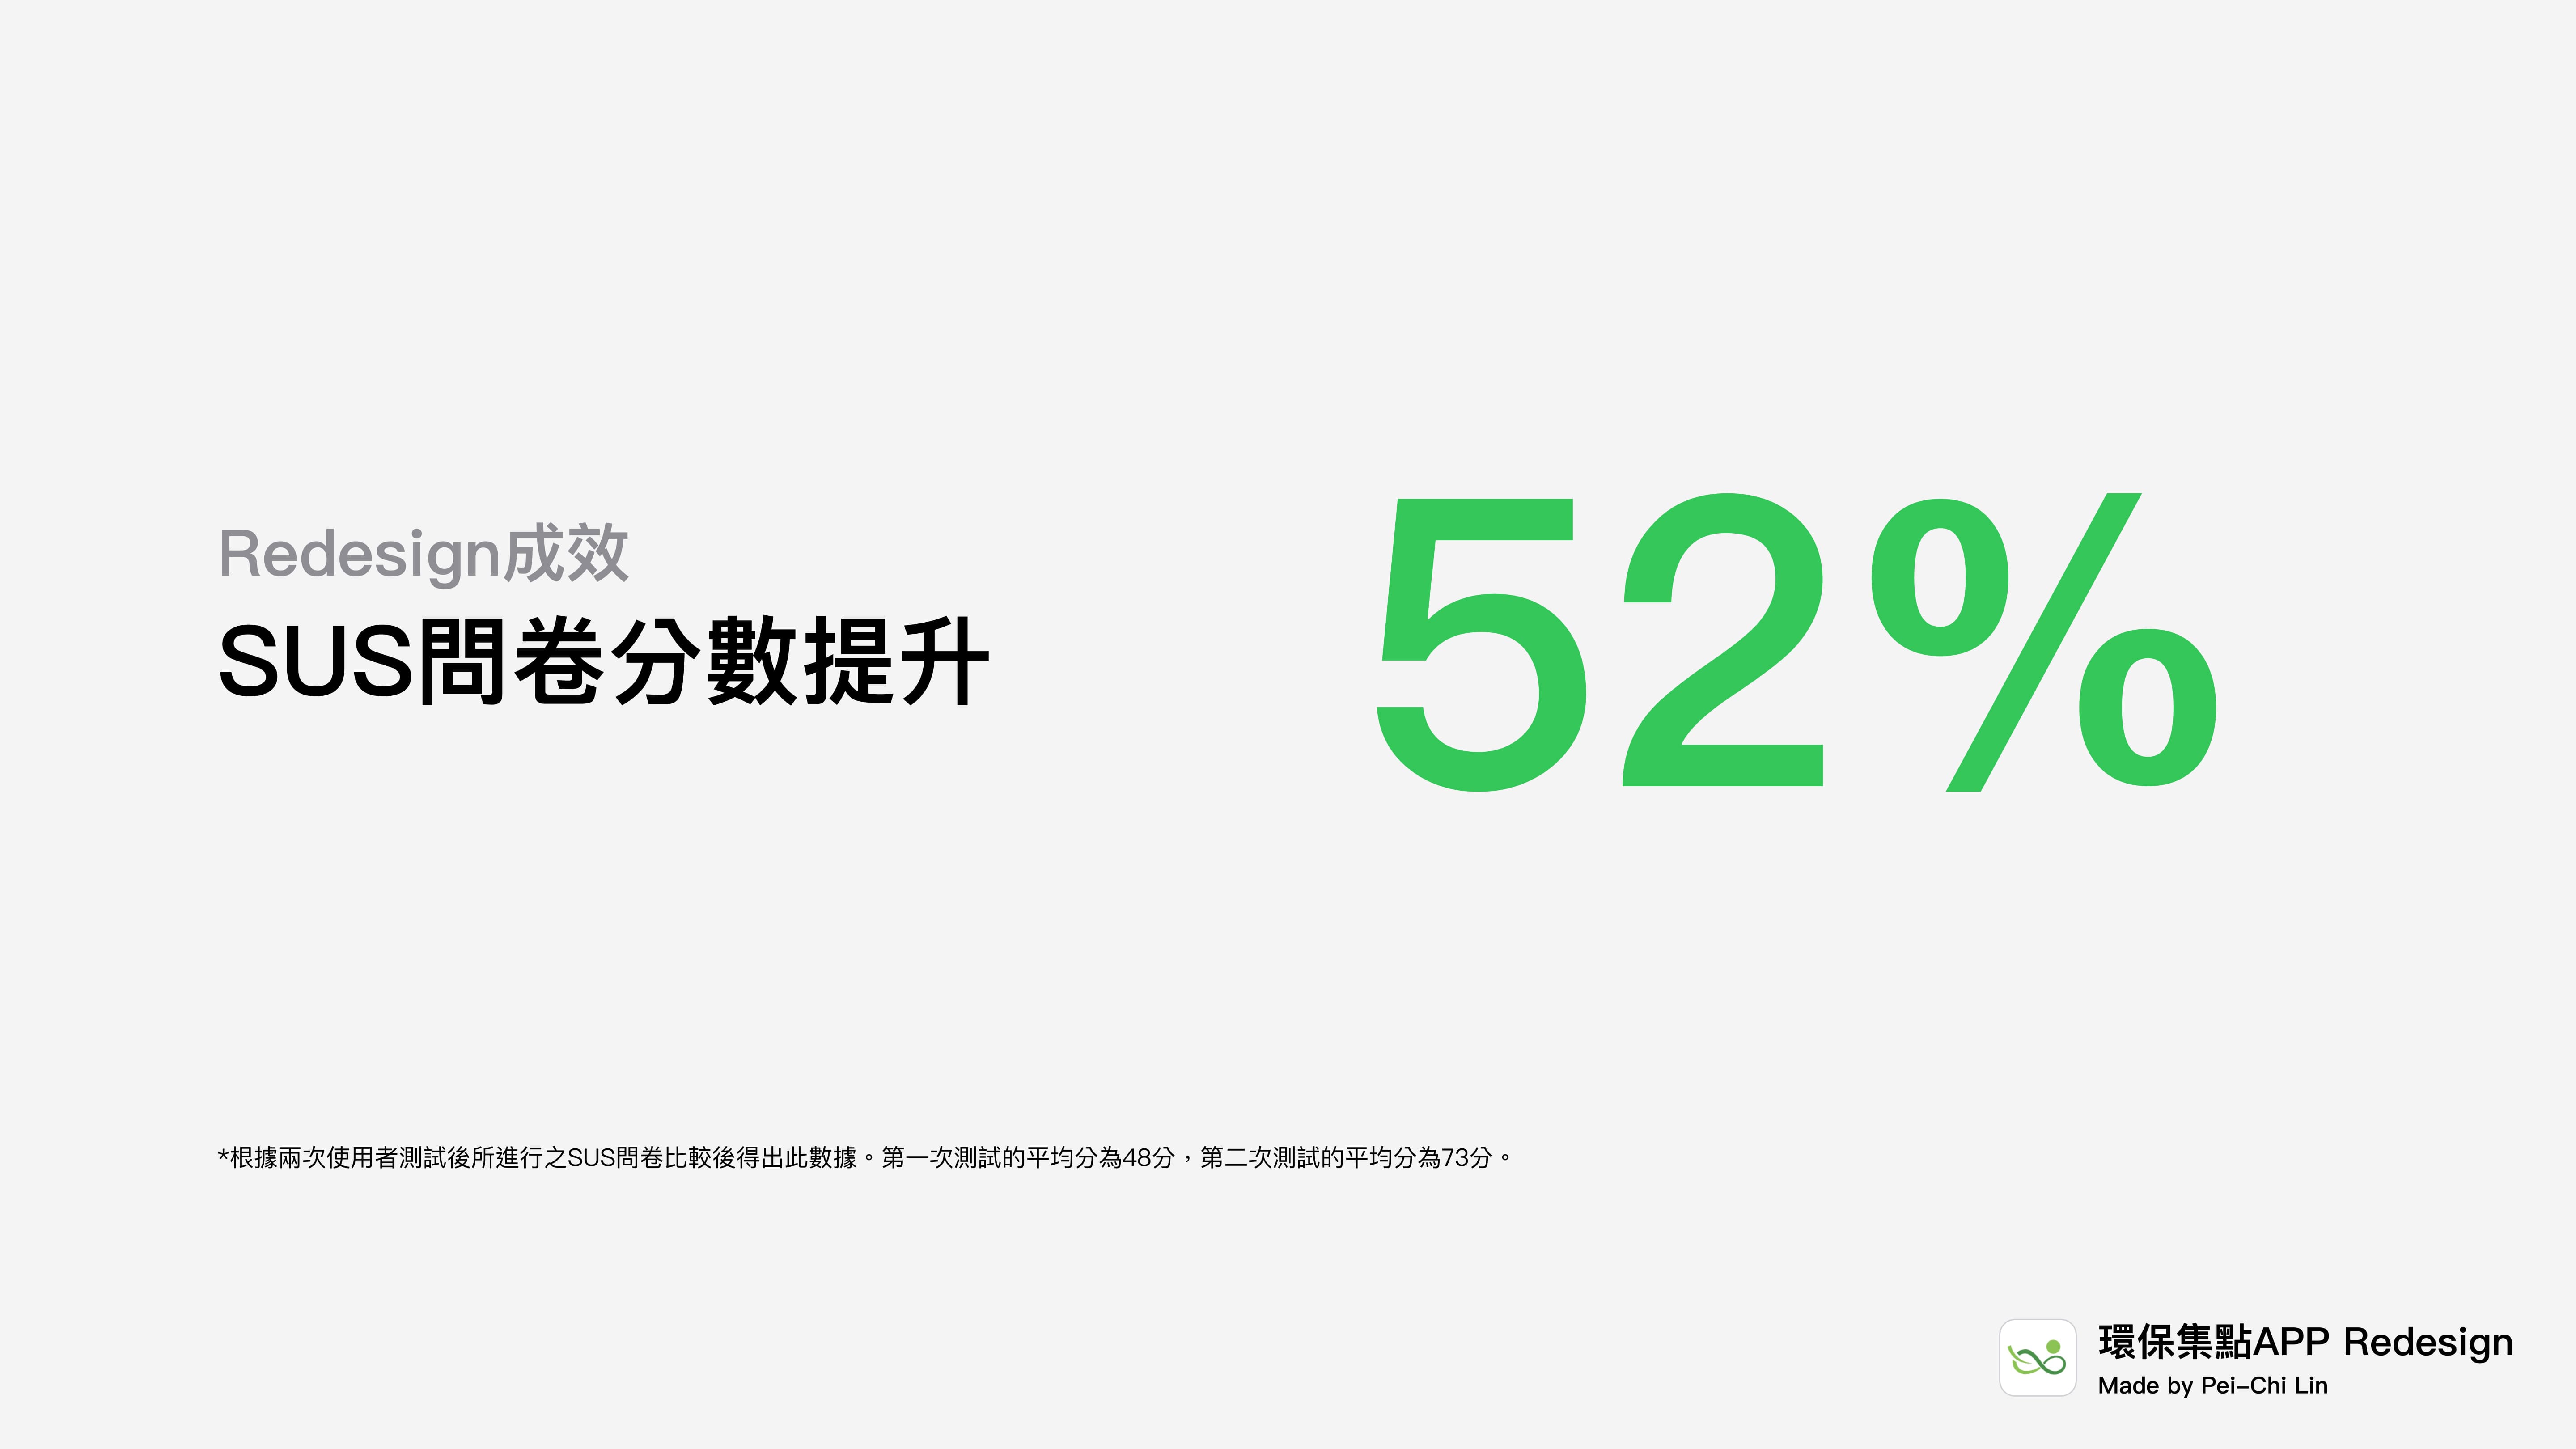 Redesign成效
SUS問卷分數提升
52%
*根據兩次使用者測試後所進行之SUS問卷比較後得出此數據。第一次測試的平均分為48分，第二次測試的平均分為73分。
環保集點APP Redesign
Made by Pei-Chi Lin